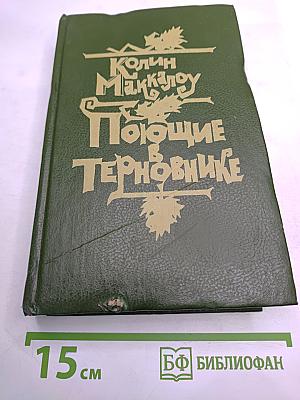 Колин
Маккалоу
Поющие
в
терновнике
15 см
БФ БИБЛИОФАН